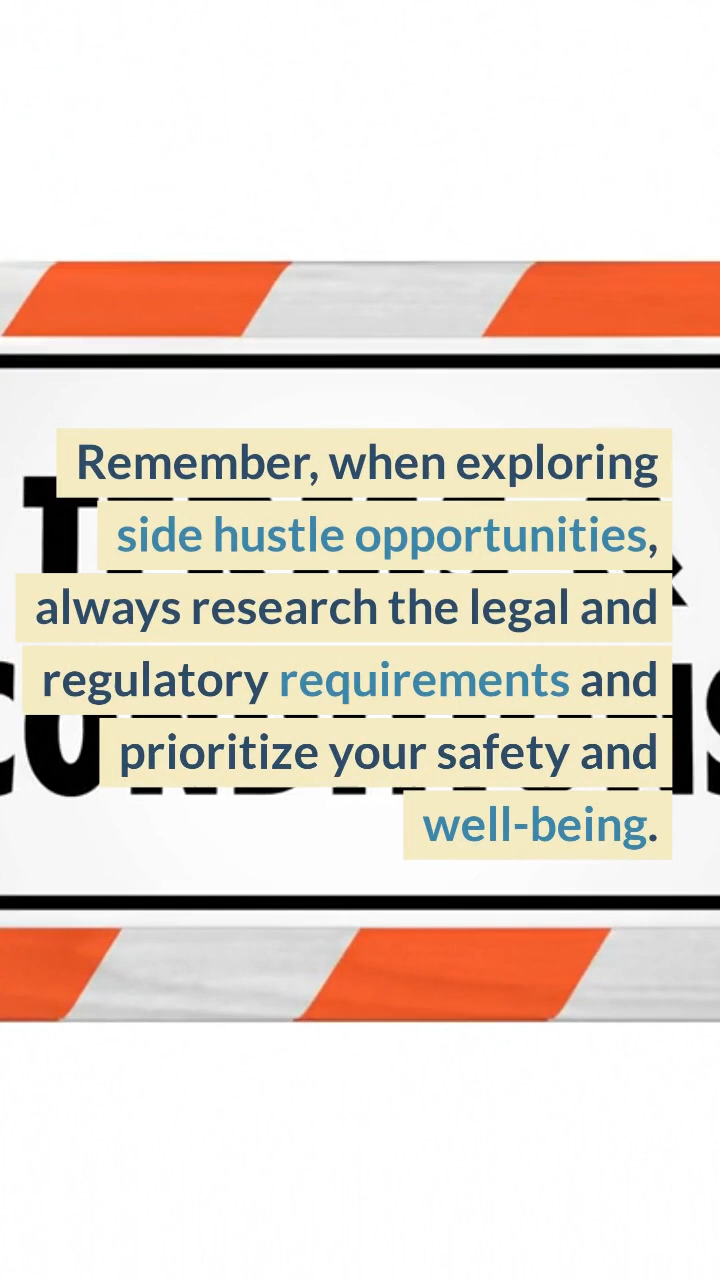 Remember, when exploring
side hustle opportunities,
always research the legal and
regulatory requirements and
prioritize your safety and
well-being.